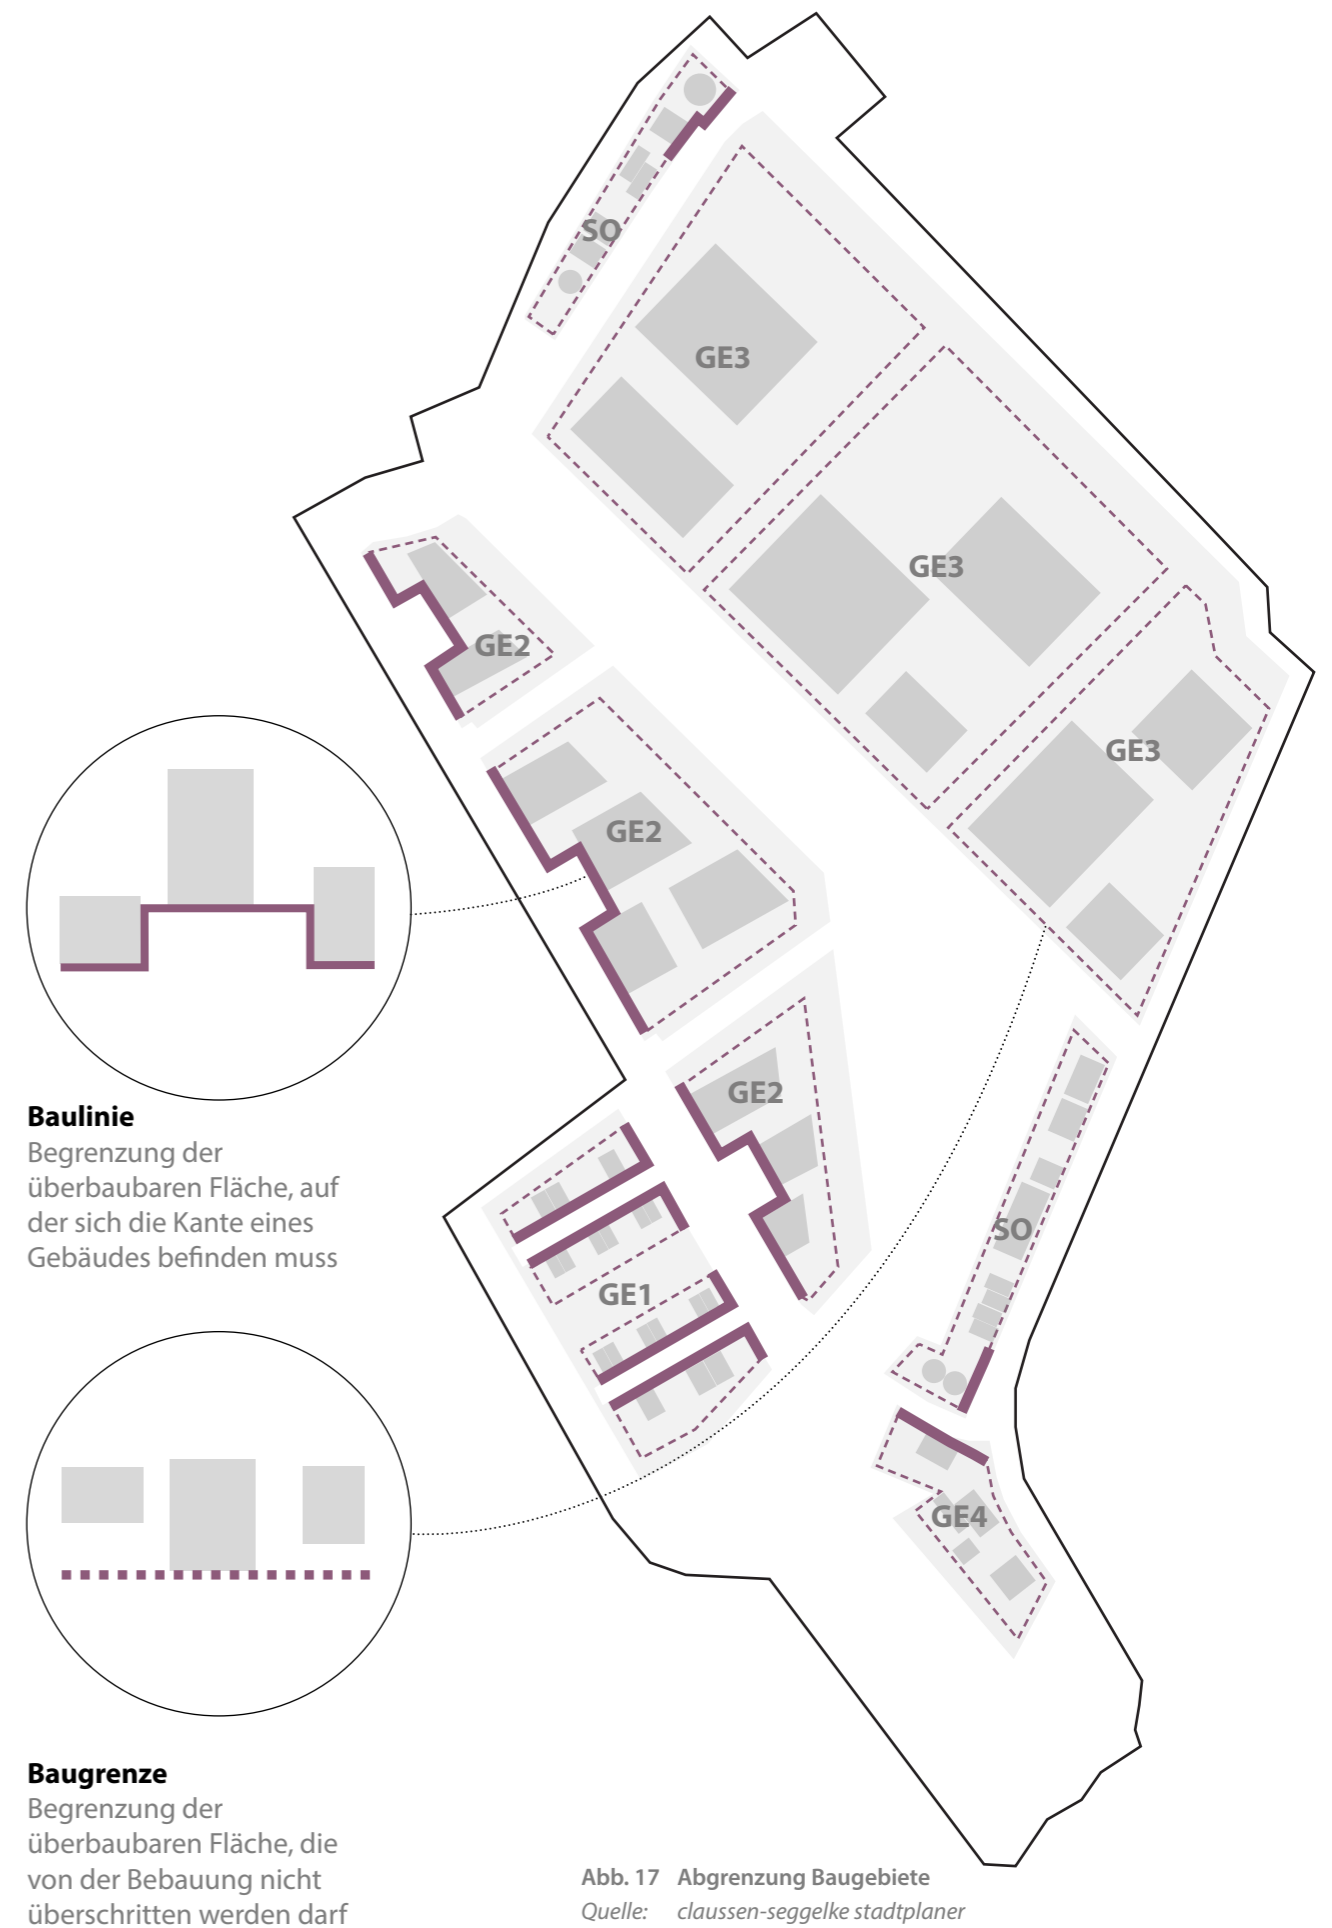 SO
GE3
GE3
GE2
GE3
GE2
GE2
SO
GE1
GE4
Baulinie
Begrenzung der
überbaubaren Fläche, auf
der sich die Kante eines
Gebäudes befinden muss
Baugrenze
Begrenzung der
überbaubaren Fläche, die
von der Bebauung nicht
überschritten werden darf
Abb. 17 Abgrenzung Baugebiete
Quelle: claussen-seggelke stadtplaner